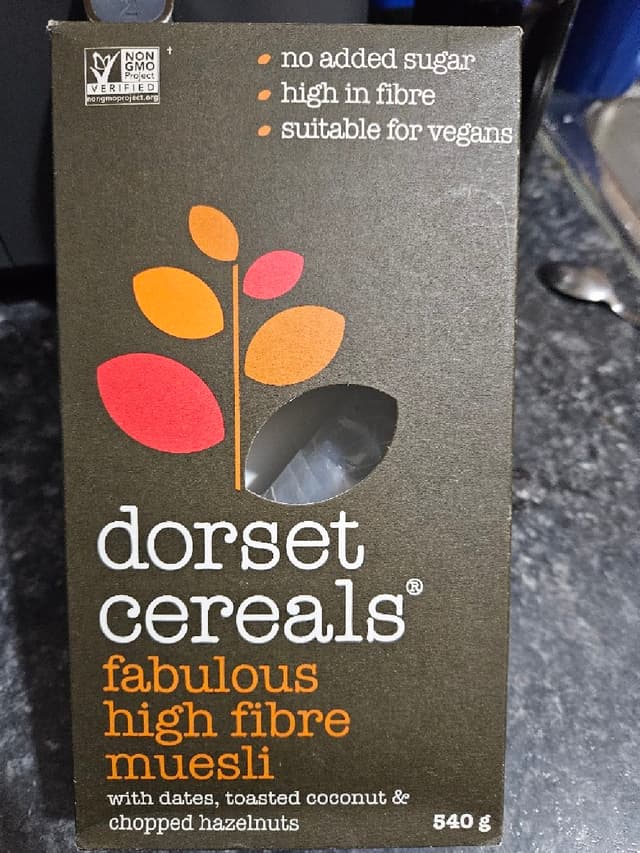 NON
GMO
Project
VERIFIED
nongmoproject.org
†
• no added sugar
• high in fibre
• suitable for vegans
dorset
cereals®
fabulous
high fibre
muesli
with dates, toasted coconut &
chopped hazelnuts
540 g